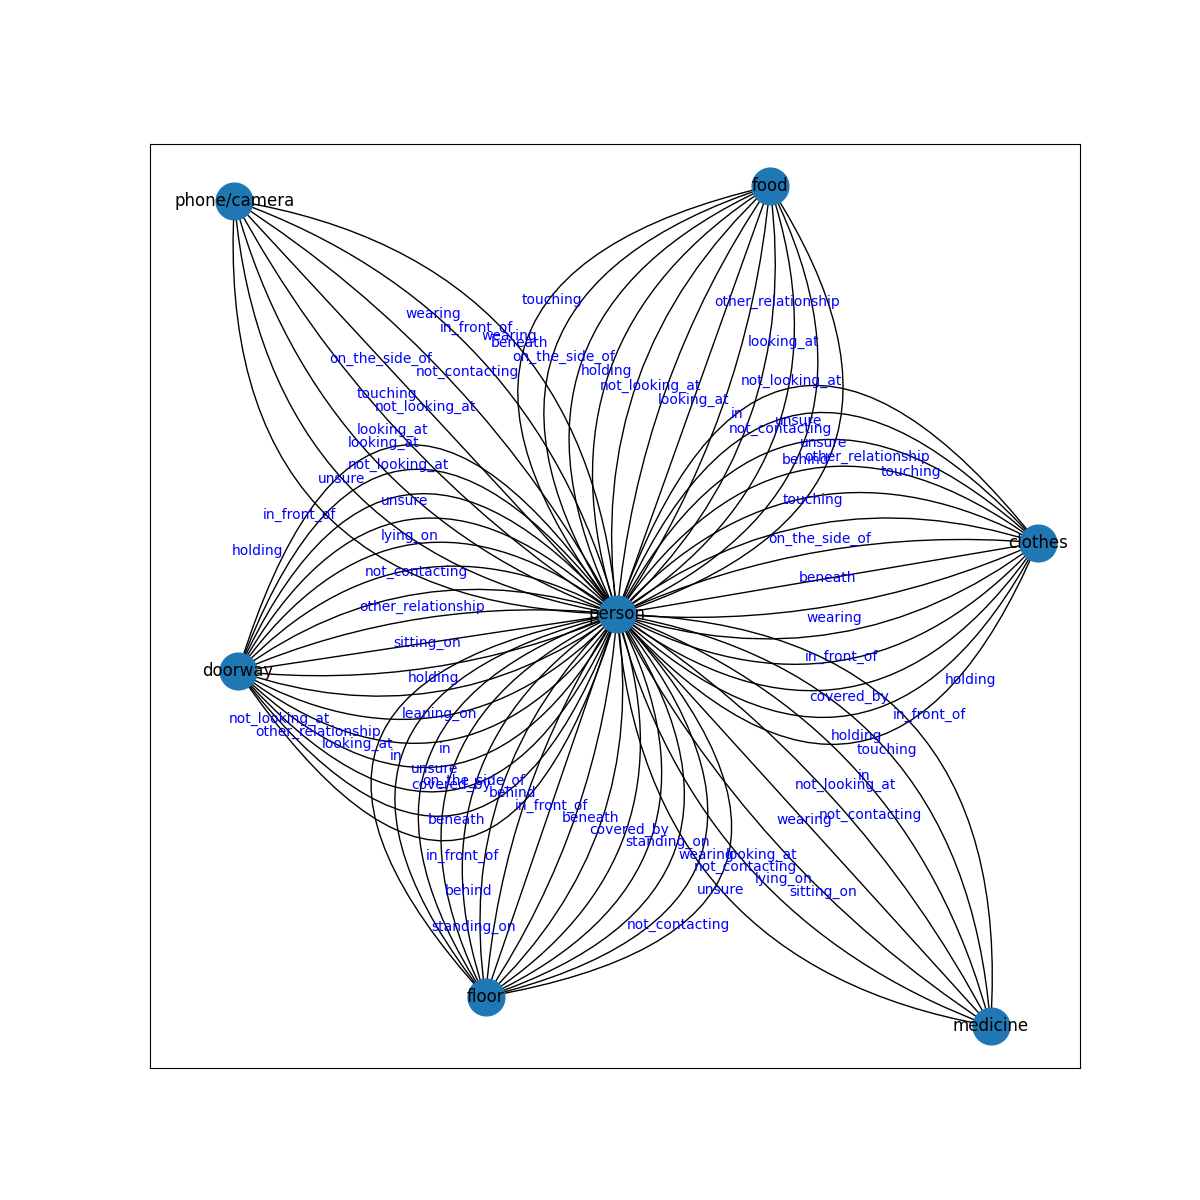 food
phone/camera
touching
other_relationship
wearing
in_front_of
wearing
beneath
looking_at
on_the_side_of
on_the_side_of
not_contacting
holding
not_looking_at
not_looking_at
touching
looking_at
not_looking_at
in
unsure
looking_at
not_contacting
looking_at
unsure
other_relationship
behind
not_looking_at
touching
unsure
unsure
touching
in_front_of
lying_on
on_the_side_of
clothes
holding
not_contacting
beneath
other_relationship
person
wearing
sitting_on
in_front_of
doorway
holding
holding
covered_by
leaning_on
in_front_of
not_looking_at
other_relationship
holding
looking_at
in
touching
in
unsure
in
on_the_side_of
covered_by
not_looking_at
behind
in_front_of
not_contacting
beneath
beneath
wearing
covered_by
standing_on
in_front_of
wearing
looking_at
not_contacting
lying_on
behind
unsure
sitting_on
standing_on
not_contacting
floor
medicine